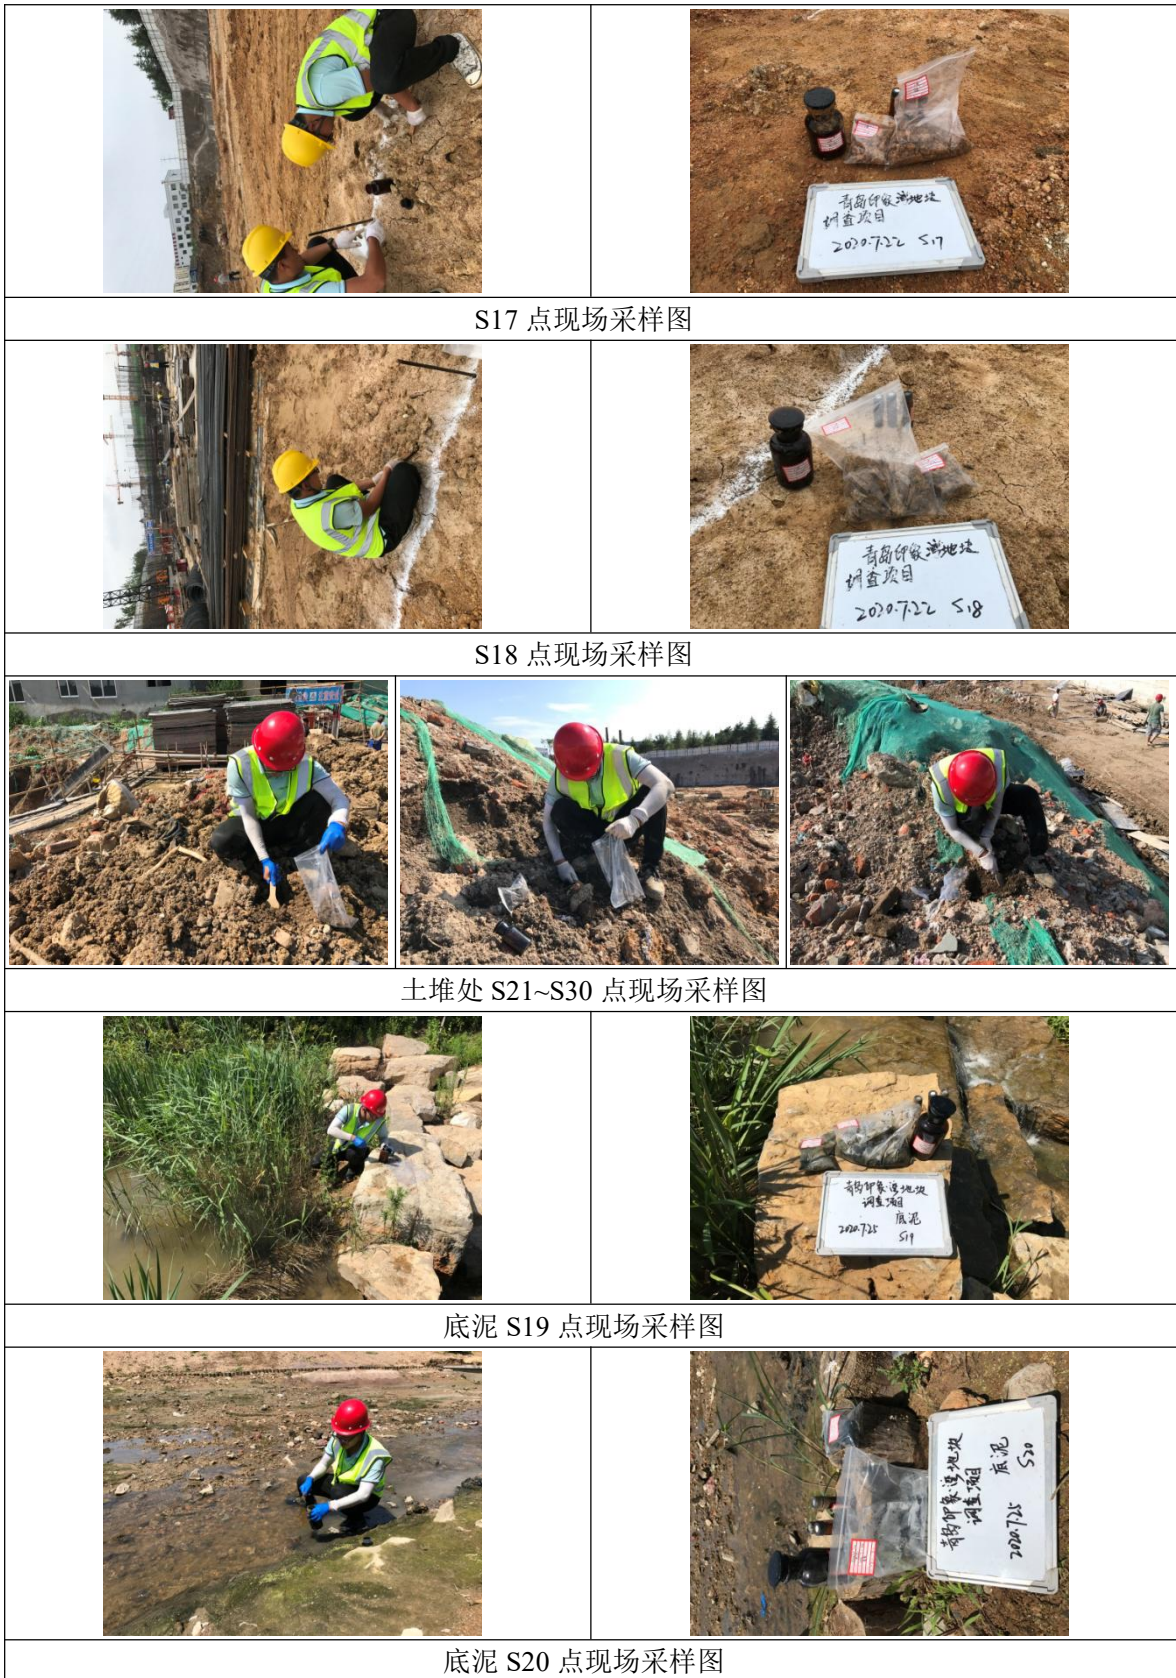 青岛印象湾地块
调查项目
2020.7.22 S17
S17 点现场采样图
青岛印象湾地块
调查项目
2020.7.22 S18
S18 点现场采样图
土堆处 S21~S30 点现场采样图
青岛印象湾地块
调查项目
底泥
2020.7.25
S19
底泥 S19 点现场采样图
青岛印象湾地块
调查项目
底泥
2020.7.25
S20
底泥 S20 点现场采样图